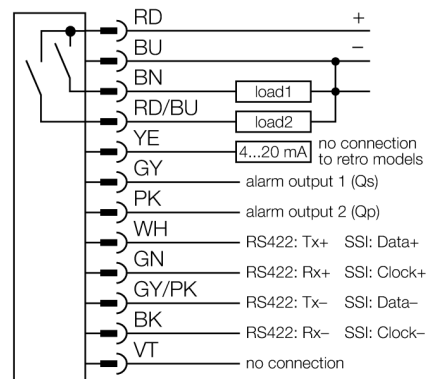 RD +
BU –
BN load1
RD/BU load2
YE 4...20 mA no connection
to retro models
GY alarm output 1 (Qs)
PK alarm output 2 (Qp)
WH RS422: Tx+ SSI: Data+
GN RS422: Rx+ SSI: Clock+
GY/PK RS422: Tx– SSI: Data–
BK RS422: Rx– SSI: Clock–
VT no connection